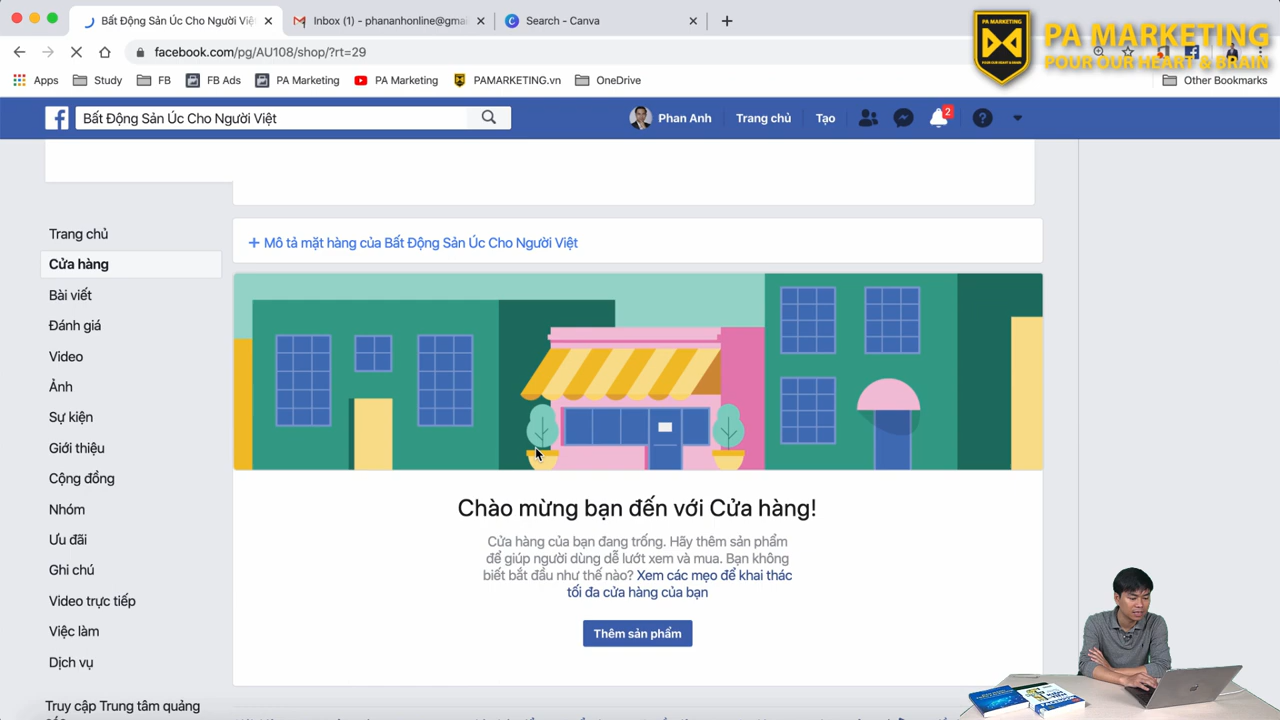 Bất Động Sản Úc Cho Người Việ
Inbox (1) - phananhonline@gmai
Search - Canva
facebook.com/pg/AU108/shop/?rt=29
PA MARKETING
PA MARKETING
POUR OUR HEART & BRAIN
Apps
Study
FB
FB Ads
PA Marketing
PA Marketing
PAMARKETING.vn
OneDrive
Other Bookmarks
Bất Động Sản Úc Cho Người Việt
Phan Anh
Trang chủ
Tạo
2
Trang chủ
Cửa hàng
Bài viết
Đánh giá
Video
Ảnh
Sự kiện
Giới thiệu
Cộng đồng
Nhóm
Ưu đãi
Ghi chú
Video trực tiếp
Việc làm
Dịch vụ
Truy cập Trung tâm quảng
+ Mô tả mặt hàng của Bất Động Sản Úc Cho Người Việt
Chào mừng bạn đến với Cửa hàng!
Cửa hàng của bạn đang trống. Hãy thêm sản phẩm
để giúp người dùng dễ lướt xem và mua. Bạn không
biết bắt đầu như thế nào? Xem các mẹo để khai thác
tối đa cửa hàng của bạn
Thêm sản phẩm